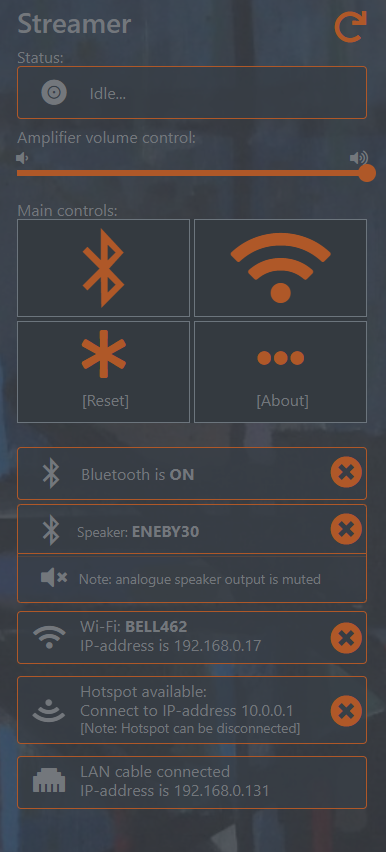 Streamer
Status:
Idle...
Amplifier volume control:
Main controls:
[Reset]
[About]
Bluetooth is ON
Speaker: ENEBY30
Note: analogue speaker output is muted
Wi-Fi: BELL462
IP-address is 192.168.0.17
Hotspot available:
Connect to IP-address 10.0.0.1
[Note: Hotspot can be disconnected]
LAN cable connected
IP-address is 192.168.0.131